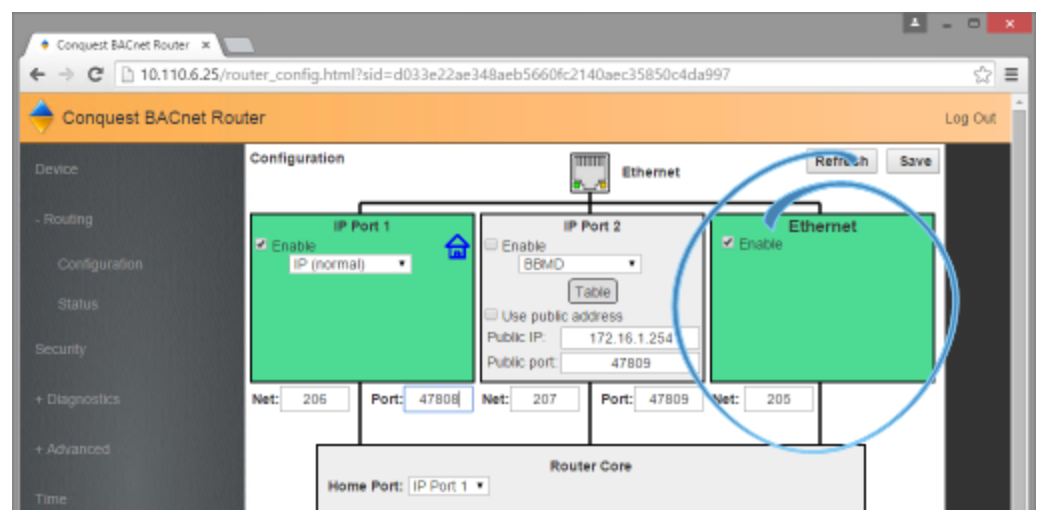 Conquest BACnet Router
10.110.6.25/router_config.html?sid=d033e22ae348aeb5660fc2140aec35850c4da997
Conquest BACnet Router
Log Out
Device
- Routing
Configuration
Status
Security
+ Diagnostics
+ Advanced
Time
Configuration
Ethernet
Refresh
Save
IP Port 1
Enable
IP (normal)
IP Port 2
Enable
BBMD
Table
Use public address
Public IP: 172.16.1.254
Public port: 47809
Ethernet
Enable
Net: 206 Port: 47808 Net: 207 Port: 47809 Net: 205
Router Core
Home Port: IP Port 1